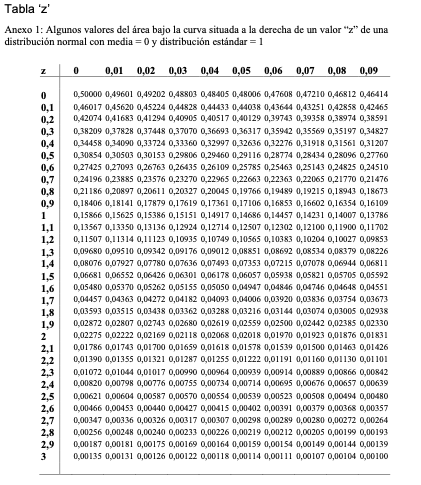 Tabla 'z'
Anexo 1: Algunos valores del área bajo la curva situada a la derecha de un valor “z” de una
distribución normal con media = 0 y distribución estándar = 1
z 0 0,01 0,02 0,03 0,04 0,05 0,06 0,07 0,08 0,09
0 0,50000 0,49601 0,49202 0,48803 0,48405 0,48006 0,47608 0,47210 0,46812 0,46414
0,1 0,46017 0,45620 0,45224 0,44828 0,44433 0,44038 0,43644 0,43251 0,42858 0,42465
0,2 0,42074 0,41683 0,41294 0,40905 0,40517 0,40129 0,39743 0,39358 0,38974 0,38591
0,3 0,38209 0,37828 0,37448 0,37070 0,36693 0,36317 0,35942 0,35569 0,35197 0,34827
0,4 0,34458 0,34090 0,33724 0,33360 0,32997 0,32636 0,32276 0,31918 0,31561 0,31207
0,5 0,30854 0,30503 0,30153 0,29806 0,29460 0,29116 0,28774 0,28434 0,28096 0,27760
0,6 0,27425 0,27093 0,26763 0,26435 0,26109 0,25785 0,25463 0,25143 0,24825 0,24510
0,7 0,24196 0,23885 0,23576 0,23270 0,22965 0,22663 0,22363 0,22065 0,21770 0,21476
0,8 0,21186 0,20897 0,20611 0,20327 0,20045 0,19766 0,19489 0,19215 0,18943 0,18673
0,9 0,18406 0,18141 0,17879 0,17619 0,17361 0,17106 0,16853 0,16602 0,16354 0,16109
1 0,15866 0,15625 0,15386 0,15151 0,14917 0,14686 0,14457 0,14231 0,14007 0,13786
1,1 0,13567 0,13350 0,13136 0,12924 0,12714 0,12507 0,12302 0,12100 0,11900 0,11702
1,2 0,11507 0,11314 0,11123 0,10935 0,10749 0,10565 0,10383 0,10204 0,10027 0,09853
1,3 0,09680 0,09510 0,09342 0,09176 0,09012 0,08851 0,08692 0,08534 0,08379 0,08226
1,4 0,08076 0,07927 0,07780 0,07636 0,07493 0,07353 0,07215 0,07078 0,06944 0,06811
1,5 0,06681 0,06552 0,06426 0,06301 0,06178 0,06057 0,05938 0,05821 0,05705 0,05592
1,6 0,05480 0,05370 0,05262 0,05155 0,05050 0,04947 0,04846 0,04746 0,04648 0,04551
1,7 0,04457 0,04363 0,04272 0,04182 0,04093 0,04006 0,03920 0,03836 0,03754 0,03673
1,8 0,03593 0,03515 0,03438 0,03362 0,03288 0,03216 0,03144 0,03074 0,03005 0,02938
1,9 0,02872 0,02807 0,02743 0,02680 0,02619 0,02559 0,02500 0,02442 0,02385 0,02330
2 0,02275 0,02222 0,02169 0,02118 0,02068 0,02018 0,01970 0,01923 0,01876 0,01831
2,1 0,01786 0,01743 0,01700 0,01659 0,01618 0,01578 0,01539 0,01500 0,01463 0,01426
2,2 0,01390 0,01355 0,01321 0,01287 0,01255 0,01222 0,01191 0,01160 0,01130 0,01101
2,3 0,01072 0,01044 0,01017 0,00990 0,00964 0,00939 0,00914 0,00889 0,00866 0,00842
2,4 0,00820 0,00798 0,00776 0,00755 0,00734 0,00714 0,00695 0,00676 0,00657 0,00639
2,5 0,00621 0,00604 0,00587 0,00570 0,00554 0,00539 0,00523 0,00508 0,00494 0,00480
2,6 0,00466 0,00453 0,00440 0,00427 0,00415 0,00402 0,00391 0,00379 0,00368 0,00357
2,7 0,00347 0,00336 0,00326 0,00317 0,00307 0,00298 0,00289 0,00280 0,00272 0,00264
2,8 0,00256 0,00248 0,00240 0,00233 0,00226 0,00219 0,00212 0,00205 0,00199 0,00193
2,9 0,00187 0,00181 0,00175 0,00169 0,00164 0,00159 0,00154 0,00149 0,00144 0,00139
3 0,00135 0,00131 0,00126 0,00122 0,00118 0,00114 0,00111 0,00107 0,00104 0,00100